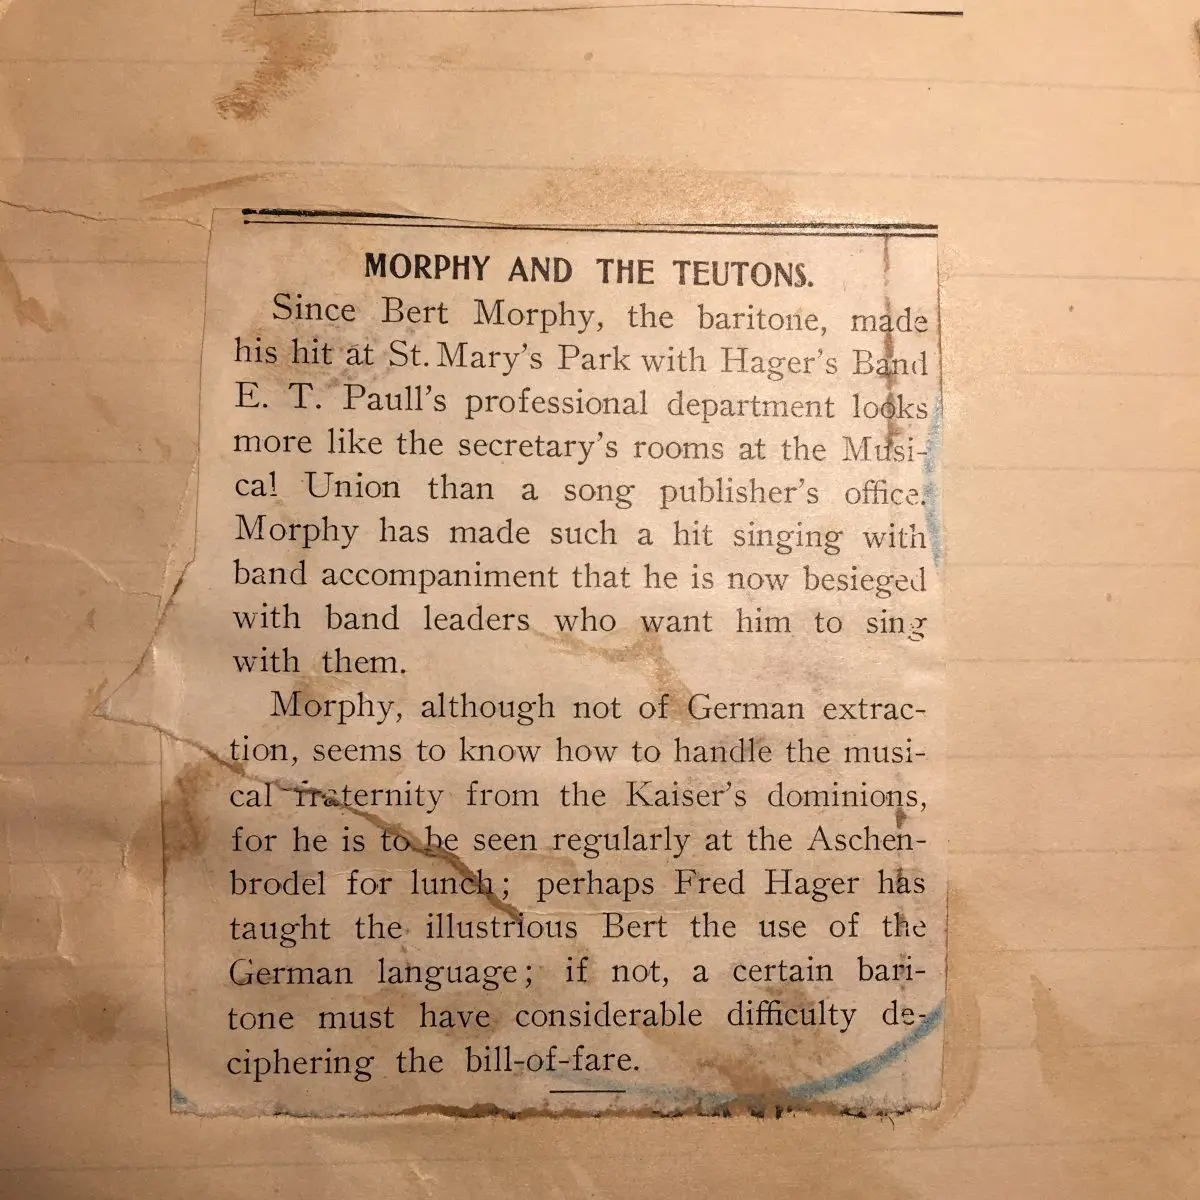 MORPHY AND THE TEUTONS.
Since Bert Morphy, the baritone, made
his hit at St. Mary's Park with Hager's Band
E. T. Paull's professional department looks
more like the secretary's rooms at the Musi-
cal Union than a song publisher's office.
Morphy has made such a hit singing with
band accompaniment that he is now besieged
with band leaders who want him to sing
with them.
Morphy, although not of German extrac-
tion, seems to know how to handle the musi-
cal fraternity from the Kaiser's dominions,
for he is to be seen regularly at the Aschen-
brodel for lunch; perhaps Fred Hager has
taught the illustrious Bert the use of the
German language; if not, a certain bari-
tone must have considerable difficulty de-
ciphering the bill-of-fare.